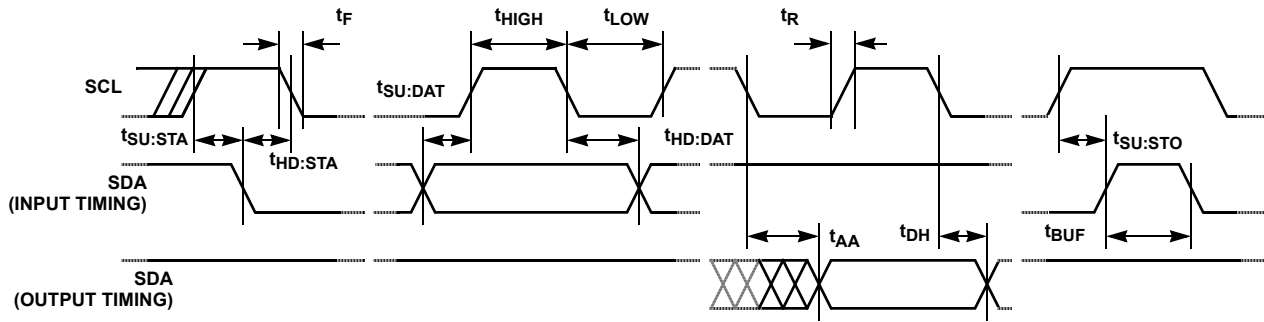 tF
tHIGH
tLOW
tR
SCL
tSU:DAT
tSU:STA
tHD:STA
tHD:DAT
tSU:STO
SDA
(INPUT TIMING)
tAA
tDH
tBUF
SDA
(OUTPUT TIMING)